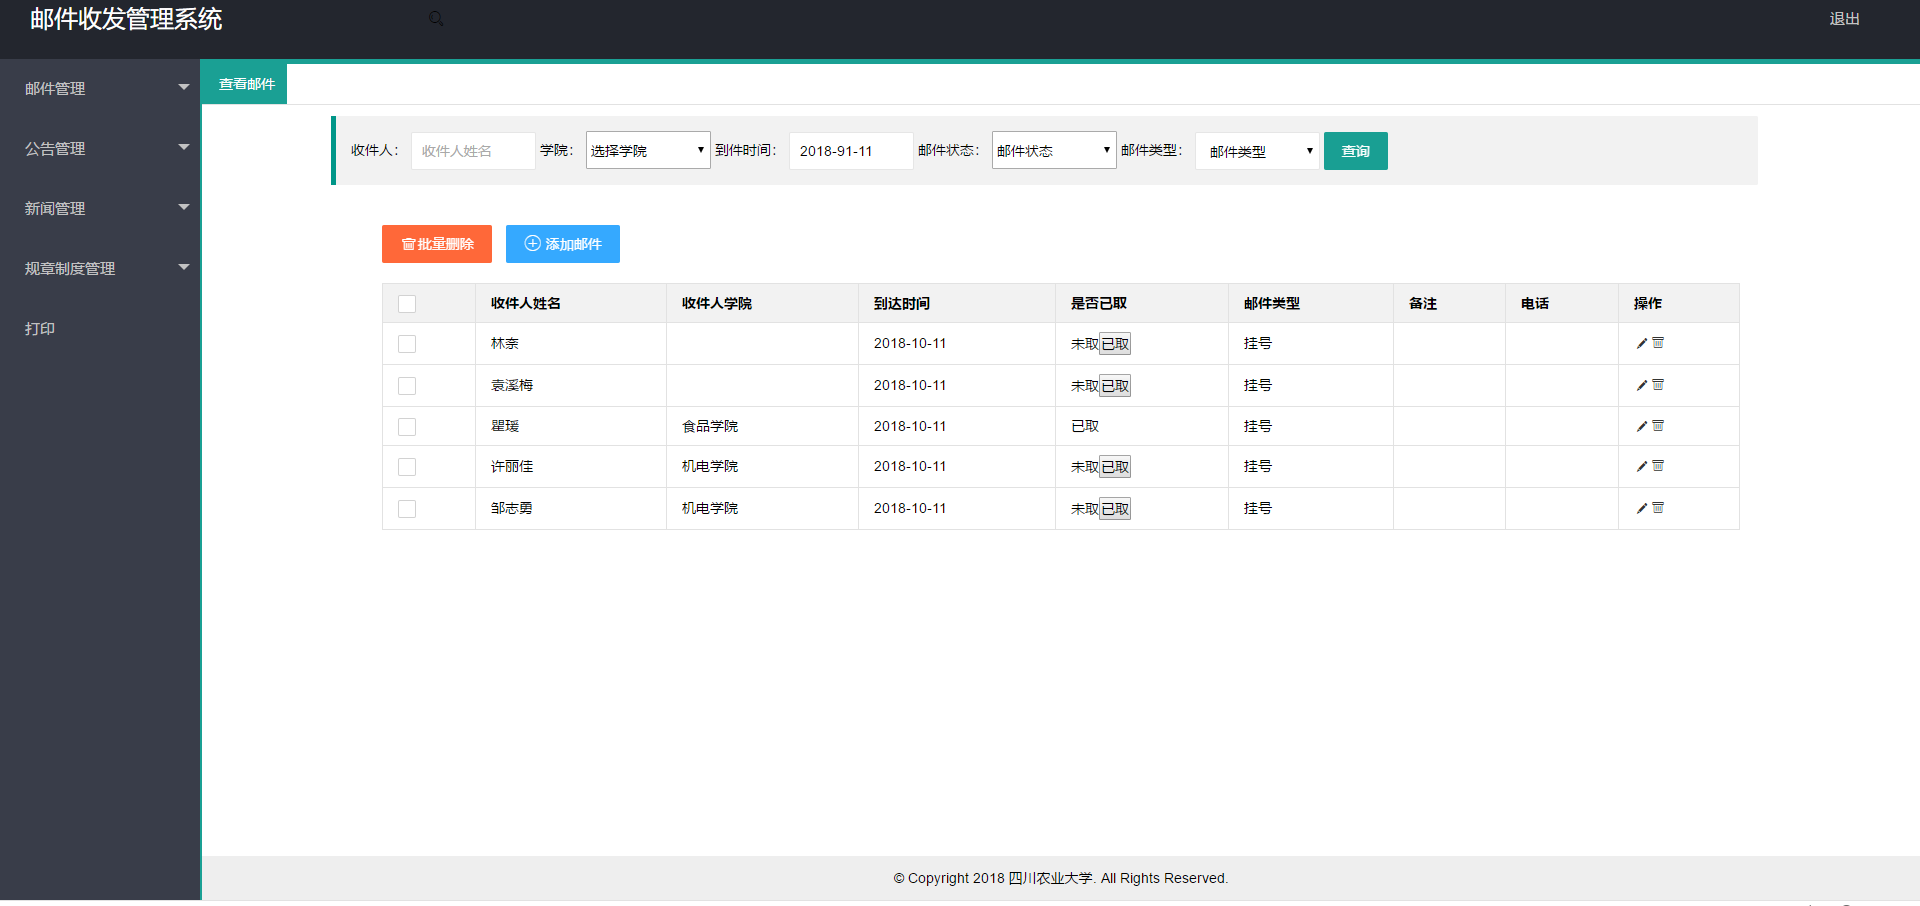 邮件收发管理系统
退出
邮件管理
公告管理
新闻管理
规章制度管理
打印
查看邮件
收件人： 收件人姓名 学院： 选择学院 到件时间： 2018-91-11 邮件状态： 邮件状态 邮件类型： 邮件类型 查询
批量删除 添加邮件
收件人姓名 收件人学院 到达时间 是否已取 邮件类型 备注 电话 操作
林柰 2018-10-11 未取 已取 挂号
袁溪梅 2018-10-11 未取 已取 挂号
瞿瑗 食品学院 2018-10-11 已取 挂号
许丽佳 机电学院 2018-10-11 未取 已取 挂号
邹志勇 机电学院 2018-10-11 未取 已取 挂号
© Copyright 2018 四川农业大学. All Rights Reserved.